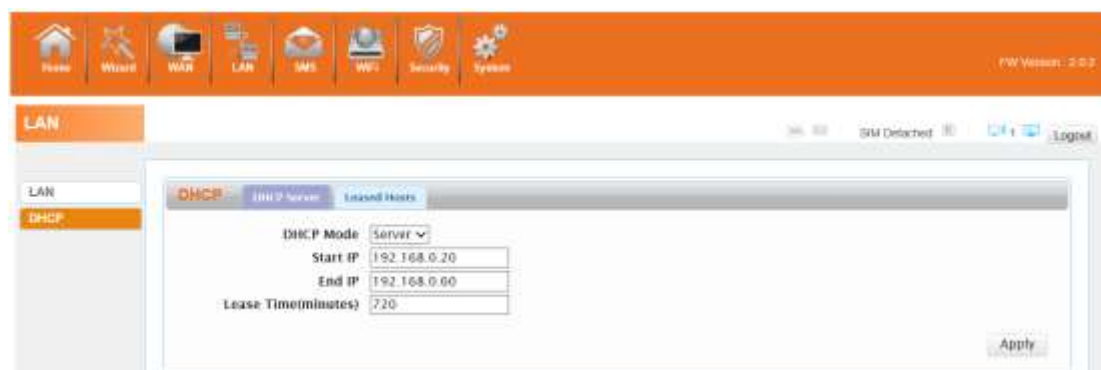 Home Wizard WAN LAN SMS WiFi Security System
FW Version : 2.0.3
LAN
SIM Detached 1 Logout
LAN
DHCP
DHCP DHCP Server Leased Hosts
DHCP Mode Server
Start IP 192.168.0.20
End IP 192.168.0.60
Lease Time(minutes) 720
Apply